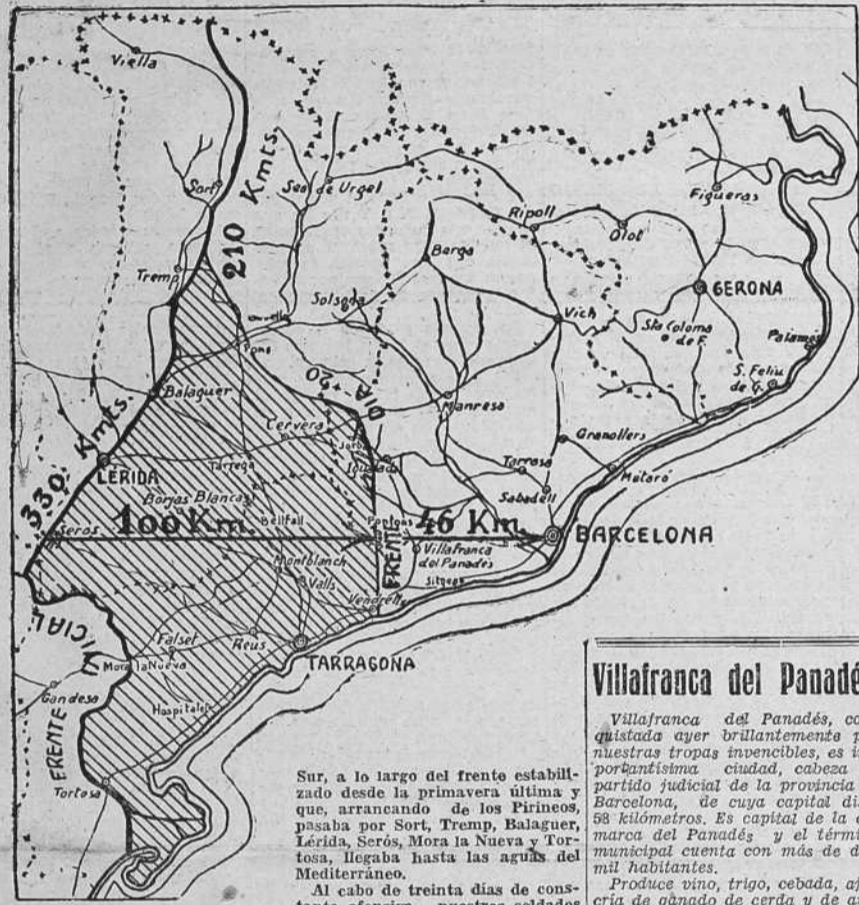 Viella
Sort
210 Kmts.
Seo de Urgel
Figueras
Ripoll
Olot
Berga
Tremp
Solsona
GERONA
Vich
Sta Coloma
de F.
Palamós
Pons
S. Feliu
de G.
DIA +30
Balaguer
Manresa
330 Kmts.
Cervera
Granollers
LÉRIDA
Tárrega
Igualada
Tarrasa
Mataró
Sabadell
Borjas Blancas
Serós
100 Km.
Bellfall
Pontons
46 Km.
BARCELONA
FRENTE
Villafranca
del Panadés
Montblanch
Sitges
Valls
Vendrell
FRENTE INICIAL
Falset
Reus
Mora la Nueva
TARRAGONA
Gandesa
Hospitalet
Tortosa
Sur, a lo largo del frente estabili-
zado desde la primavera última y
que, arrancando de los Pirineos,
pasaba por Sort, Tremp, Balaguer,
Lérida, Serós, Mora la Nueva y Tor-
tosa, llegaba hasta las aguas del
Mediterráneo.
Al cabo de treinta días de cons-
ofensiva, nuestros soldados
Villafranca del Panadé
Villafranca del Panadés, co
quistada ayer brillantemente p
nuestras tropas invencibles, es i
portantísima ciudad, cabeza
partido judicial de la provincia
Barcelona, de cuya capital di
58 kilómetros. Es capital de la
marca del Panadés y el térmi
municipal cuenta con más de d
mil habitantes.
Produce vino, trigo, cebada, a
cría de ganado de cerda y de a